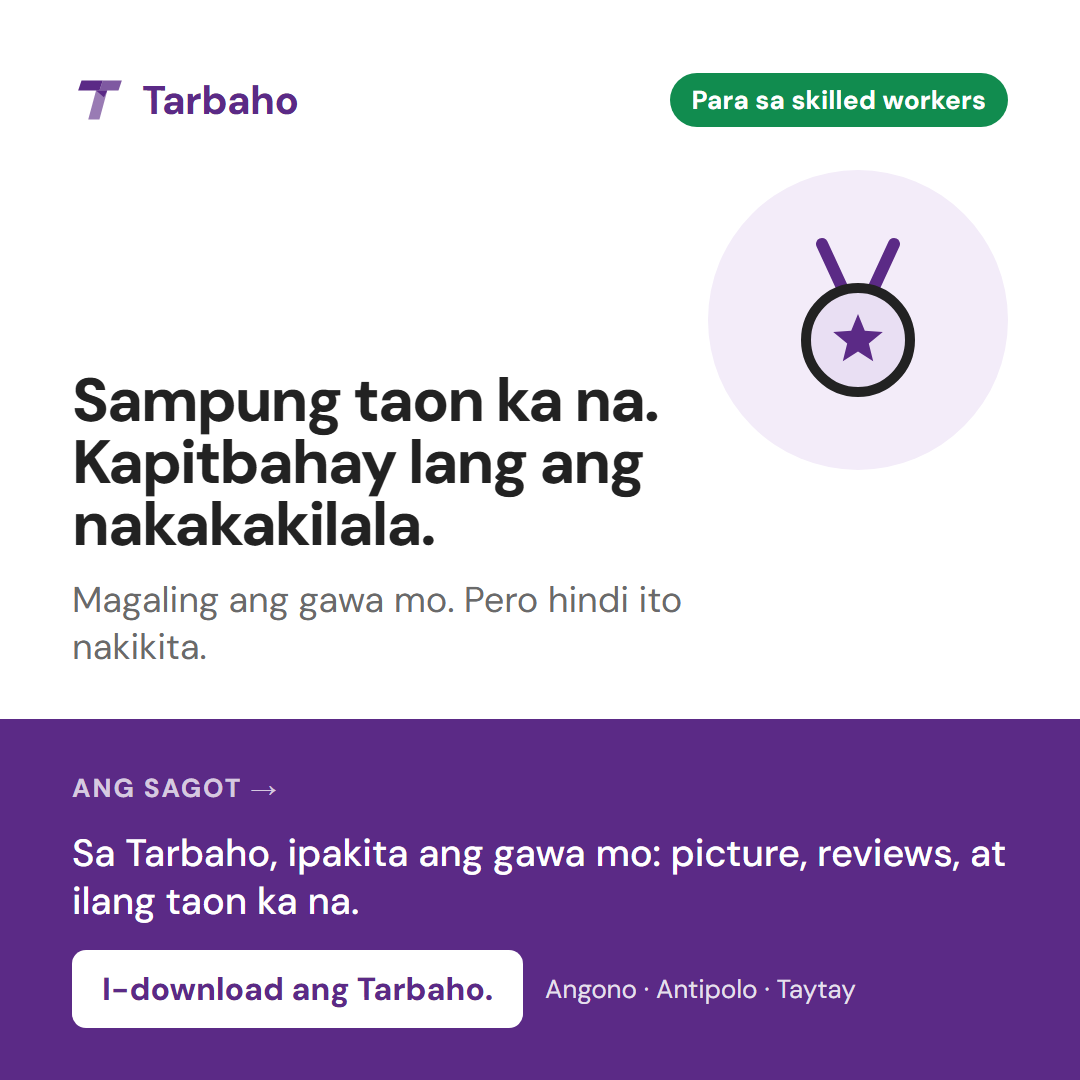 Tarbaho
Para sa skilled workers
Sampung taon ka na.
Kapitbahay lang ang
nakakakilala.
Magaling ang gawa mo. Pero hindi ito
nakikita.
ANG SAGOT →
Sa Tarbaho, ipakita ang gawa mo: picture, reviews, at
ilang taon ka na.
I-download ang Tarbaho.
Angono · Antipolo · Taytay